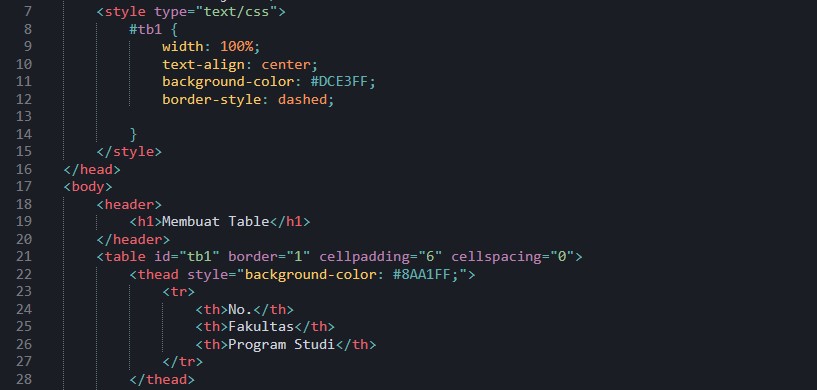 7 <style type="text/css">
8 #tb1 {
9 width: 100%;
10 text-align: center;
11 background-color: #DCE3FF;
12 border-style: dashed;
13
14 }
15 </style>
16 </head>
17 <body>
18 <header>
19 <h1>Membuat Table</h1>
20 </header>
21 <table id="tb1" border="1" cellpadding="6" cellspacing="0">
22 <thead style="background-color: #8AA1FF;">
23 <tr>
24 <th>No.</th>
25 <th>Fakultas</th>
26 <th>Program Studi</th>
27 </tr>
28 </thead>